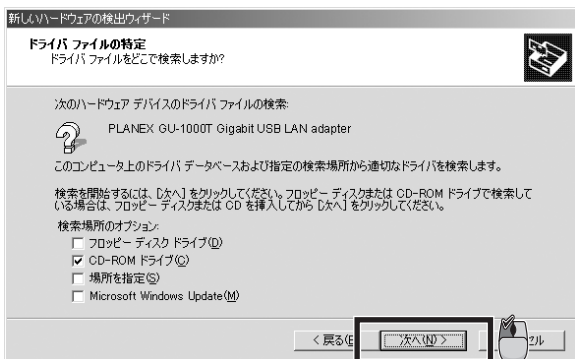 新しいハードウェアの検出ウィザード
ドライバ ファイルの特定
ドライバ ファイルをどこで検索しますか?
次のハードウェア デバイスのドライバ ファイルの検索:
PLANEX GU-1000T Gigabit USB LAN adapter
このコンピュータ上のドライバ データベースおよび指定の検索場所から適切なドライバを検索します。
検索を開始するには、[次へ] をクリックしてください。フロッピー ディスクまたは CD-ROM ドライブで検索して
いる場合は、フロッピー ディスクまたは CD を挿入してから [次へ] をクリックしてください。
検索場所のオプション:
フロッピー ディスク ドライブ(D)
CD-ROM ドライブ(C)
場所を指定(S)
Microsoft Windows Update(M)
< 戻る(B 次へ(N) > セル